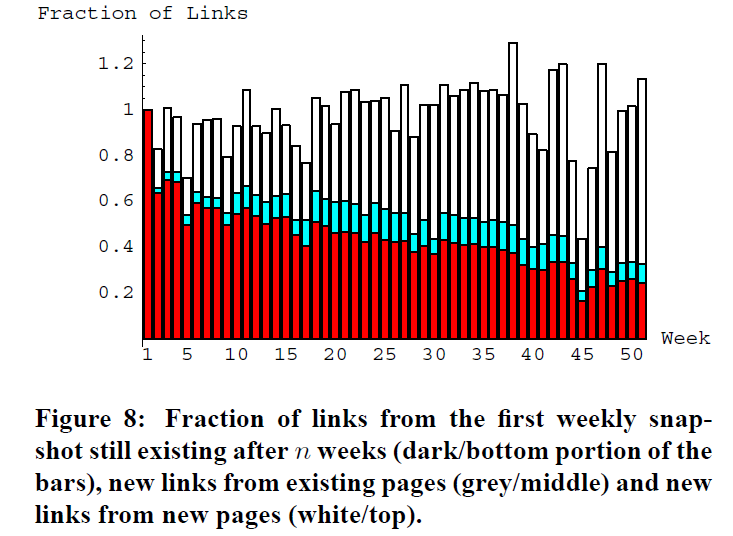 Fraction of Links
1.2
1
0.8
0.6
0.4
0.2
Week
1 5 10 15 20 25 30 35 40 45 50
Figure 8: Fraction of links from the first weekly snap-
shot still existing after n weeks (dark/bottom portion of the
bars), new links from existing pages (grey/middle) and new
links from new pages (white/top).